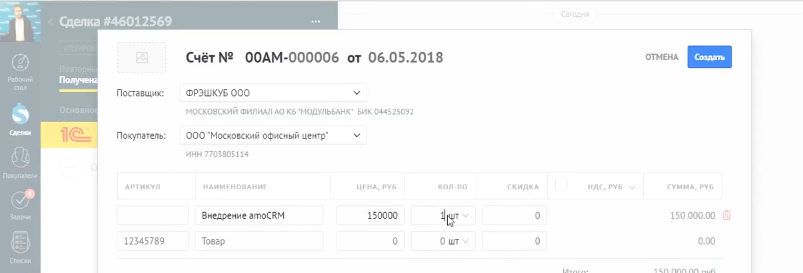 Сделка #46012569
...
Сегодня
Счёт № 00АМ-000006 от 06.05.2018
ОТМЕНА
Создать
Рабочий стол
Получена
Поставщик: ФРЭШКУБ ООО
МОСКОВСКИЙ ФИЛИАЛ АО КБ "МОДУЛЬБАНК" БИК 044525092
Основное
Сделки
1С
Покупатель: ООО "Московский офисный центр"
ИНН 7703805114
Покупатели
АРТИКУЛ НАИМЕНОВАНИЕ ЦЕНА, РУБ КОЛ-ВО СКИДКА НДС, РУБ СУММА, РУБ
Задачи
Внедрение amoCRM 150000 1 шт 0 150 000.00
12345789 Товар 0 0 шт 0 0.00
Списки
Итого: 150 000.00 руб